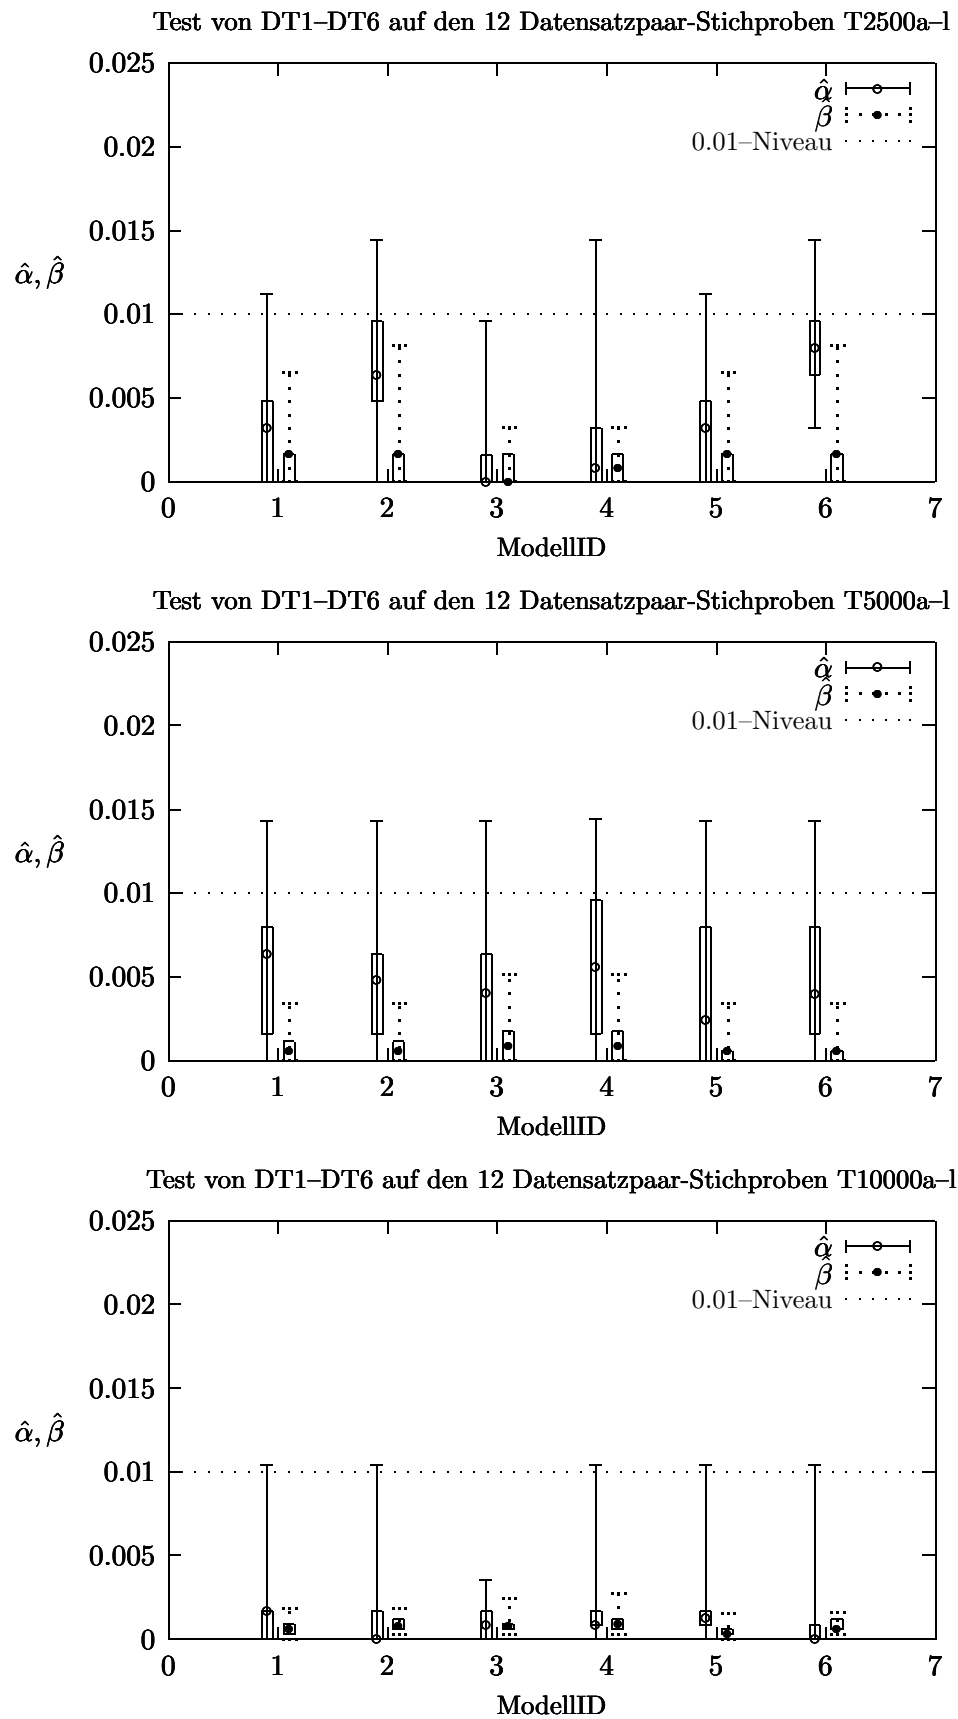 Test von DT1–DT6 auf den 12 Datensatzpaar-Stichproben T2500a–l
0.025
α̂
β̂
0.02
0.01–Niveau
0.015
α̂, β̂
0.01
0.005
0
0 1 2 3 4 5 6 7
ModellID
Test von DT1–DT6 auf den 12 Datensatzpaar-Stichproben T5000a–l
0.025
α̂
β̂
0.02
0.01–Niveau
0.015
α̂, β̂
0.01
0.005
0
0 1 2 3 4 5 6 7
ModellID
Test von DT1–DT6 auf den 12 Datensatzpaar-Stichproben T10000a–l
0.025
α̂
β̂
0.02
0.01–Niveau
0.015
α̂, β̂
0.01
0.005
0
0 1 2 3 4 5 6 7
ModellID